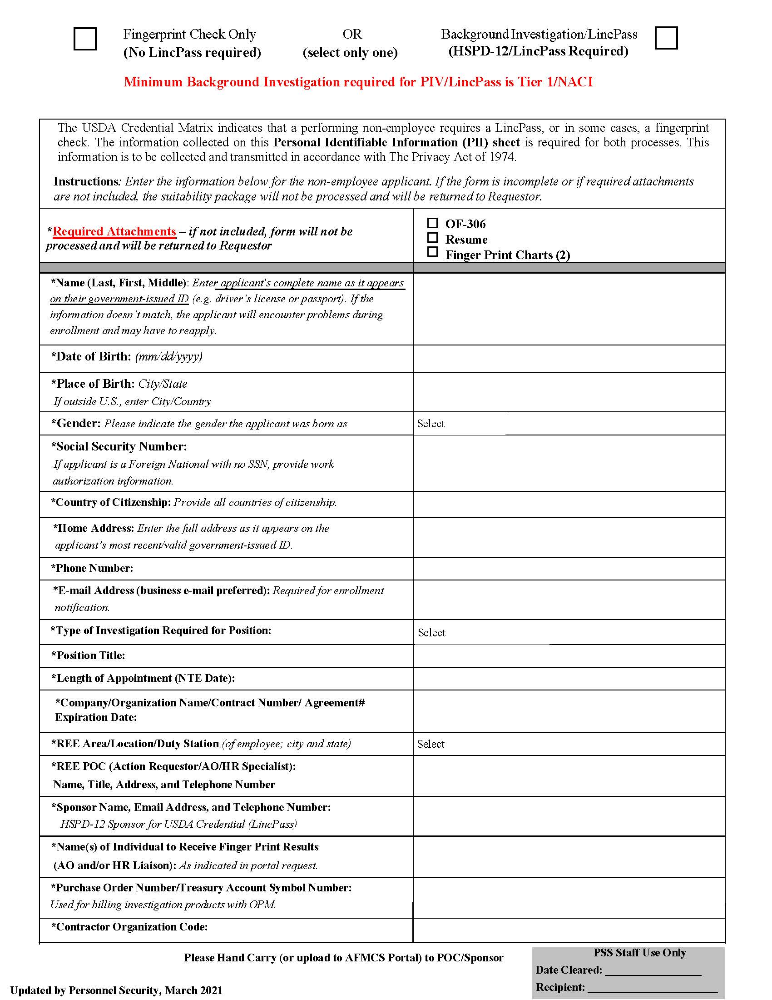 Fingerprint Check Only OR Background Investigation/LincPass
(No LincPass required) (select only one) (HSPD-12/LincPass Required)
Minimum Background Investigation required for PIV/LincPass is Tier 1/NACI
The USDA Credential Matrix indicates that a performing non-employee requires a LincPass, or in some cases, a fingerprint
check. The information collected on this Personal Identifiable Information (PII) sheet is required for both processes. This
information is to be collected and transmitted in accordance with The Privacy Act of 1974.
Instructions: Enter the information below for the non-employee applicant. If the form is incomplete or if required attachments
are not included, the suitability package will not be processed and will be returned to Requestor.
*Required Attachments – if not included, form will not be
processed and will be returned to Requestor
OF-306
Resume
Finger Print Charts (2)
*Name (Last, First, Middle): Enter applicant's complete name as it appears
on their government-issued ID (e.g. driver’s license or passport). If the
information doesn’t match, the applicant will encounter problems during
enrollment and may have to reapply.
*Date of Birth: (mm/dd/yyyy)
*Place of Birth: City/State
If outside U.S., enter City/Country
*Gender: Please indicate the gender the applicant was born as Select
*Social Security Number:
If applicant is a Foreign National with no SSN, provide work
authorization information.
*Country of Citizenship: Provide all countries of citizenship.
*Home Address: Enter the full address as it appears on the
applicant’s most recent/valid government-issued ID.
*Phone Number:
*E-mail Address (business e-mail preferred): Required for enrollment
notification.
*Type of Investigation Required for Position: Select
*Position Title:
*Length of Appointment (NTE Date):
*Company/Organization Name/Contract Number/ Agreement#
Expiration Date:
*REE Area/Location/Duty Station (of employee; city and state) Select
*REE POC (Action Requestor/AO/HR Specialist):
Name, Title, Address, and Telephone Number
*Sponsor Name, Email Address, and Telephone Number:
HSPD-12 Sponsor for USDA Credential (LincPass)
*Name(s) of Individual to Receive Finger Print Results
(AO and/or HR Liaison): As indicated in portal request.
*Purchase Order Number/Treasury Account Symbol Number:
Used for billing investigation products with OPM.
*Contractor Organization Code:
Please Hand Carry (or upload to AFMCS Portal) to POC/Sponsor
PSS Staff Use Only
Date Cleared:
Recipient:
Updated by Personnel Security, March 2021